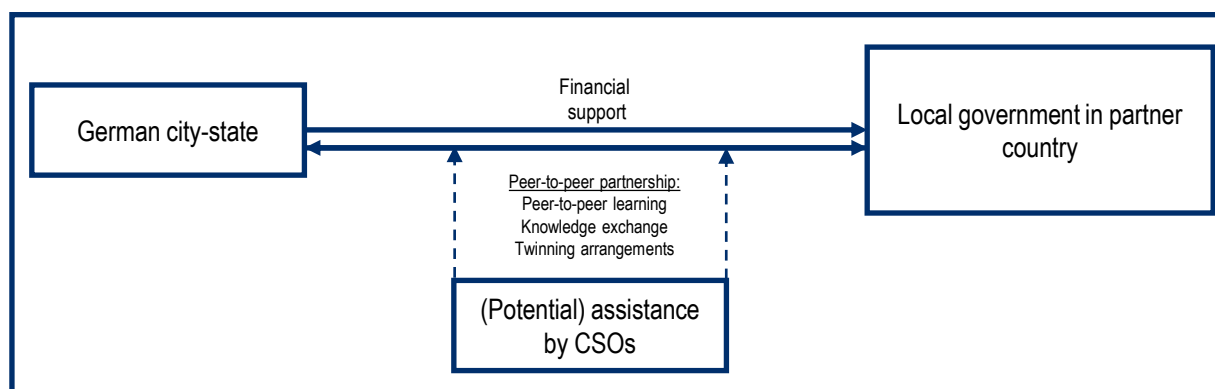 Financial
support
German city-state
Local government in partner
country
Peer-to-peer partnership:
Peer-to-peer learning
Knowledge exchange
Twinning arrangements
(Potential) assistance
by CSOs